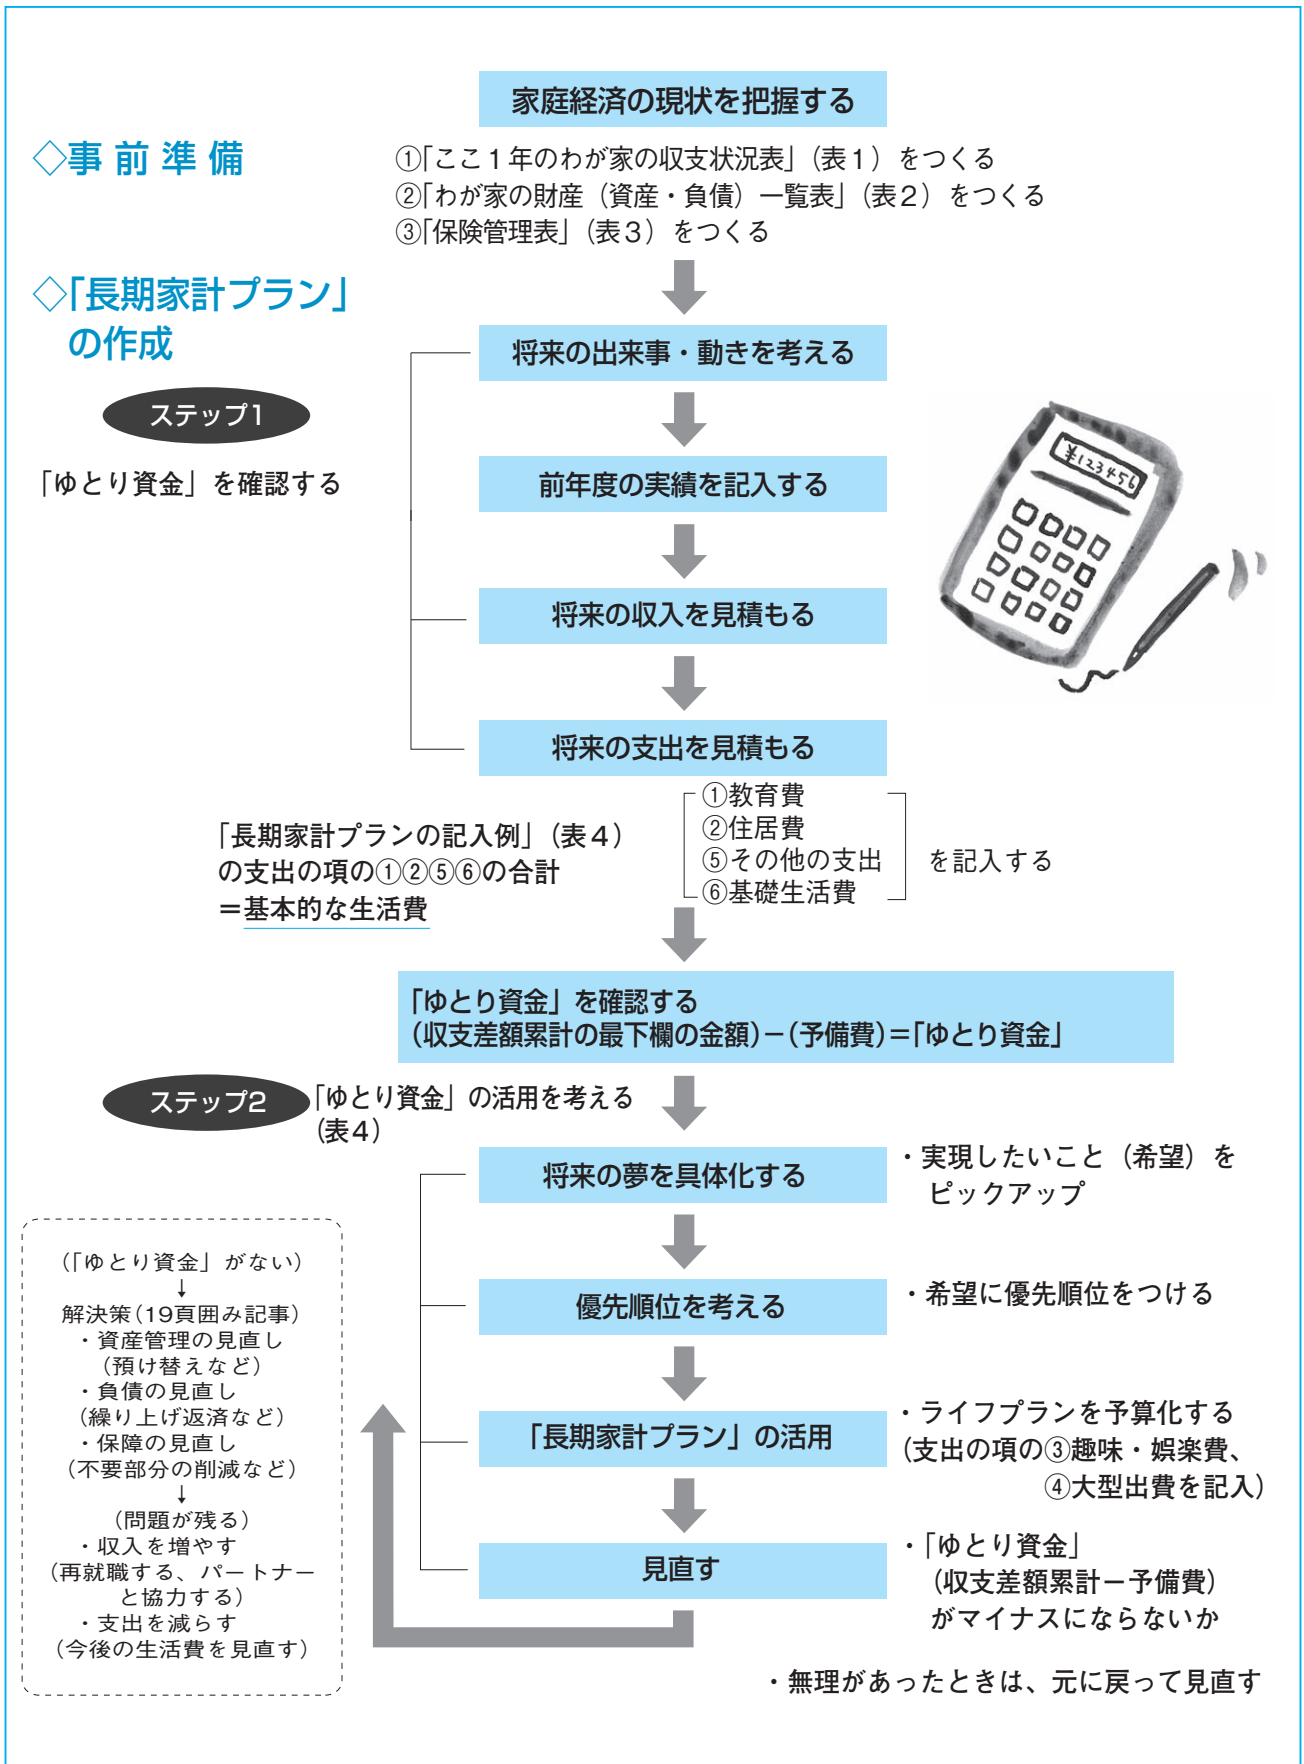 家庭経済の現状を把握する
◇事前準備
①「ここ１年のわが家の収支状況表」（表１）をつくる
②「わが家の財産（資産・負債）一覧表」（表２）をつくる
③「保険管理表」（表３）をつくる
◇「長期家計プラン」
の作成
将来の出来事・動きを考える
ステップ1
「ゆとり資金」を確認する
前年度の実績を記入する
¥123456
将来の収入を見積もる
将来の支出を見積もる
①教育費
②住居費
⑤その他の支出
⑥基礎生活費
を記入する
「長期家計プランの記入例」（表４）
の支出の項の①②⑤⑥の合計
＝基本的な生活費
「ゆとり資金」を確認する
（収支差額累計の最下欄の金額）－（予備費）＝「ゆとり資金」
ステップ2
「ゆとり資金」の活用を考える
（表４）
将来の夢を具体化する
・実現したいこと（希望）を
ピックアップ
優先順位を考える
・希望に優先順位をつける
「長期家計プラン」の活用
・ライフプランを予算化する
（支出の項の③趣味・娯楽費、
④大型出費を記入）
見直す
・「ゆとり資金」
（収支差額累計－予備費）
がマイナスにならないか
・無理があったときは、元に戻って見直す
（「ゆとり資金」がない）
↓
解決策（19頁囲み記事）
・資産管理の見直し
（預け替えなど）
・負債の見直し
（繰り上げ返済など）
・保障の見直し
（不要部分の削減など）
↓
（問題が残る）
・収入を増やす
（再就職する、パートナー
と協力する）
・支出を減らす
（今後の生活費を見直す）